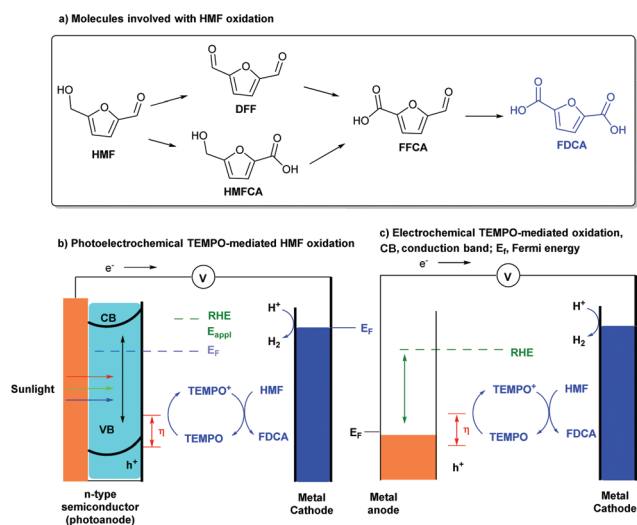 a) Molecules involved with HMF oxidation
O
O
O
DFF
HO
O
O
HMF
HO
O
O
OH
HMFCA
O
O
O
HO
FFCA
O
O
O
HO
OH
FDCA
b) Photoelectrochemical TEMPO-mediated HMF oxidation
e-
V
CB
RHE
Eappl
EF
H+
H2
EF
Sunlight
VB
η
h+
TEMPO+
HMF
TEMPO
FDCA
n-type
semiconductor
(photoanode)
Metal
Cathode
c) Electrochemical TEMPO-mediated oxidation,
CB, conduction band; Ef, Fermi energy
e-
V
H+
H2
RHE
TEMPO+
HMF
EF
η
TEMPO
FDCA
h+
Metal
anode
Metal
Cathode